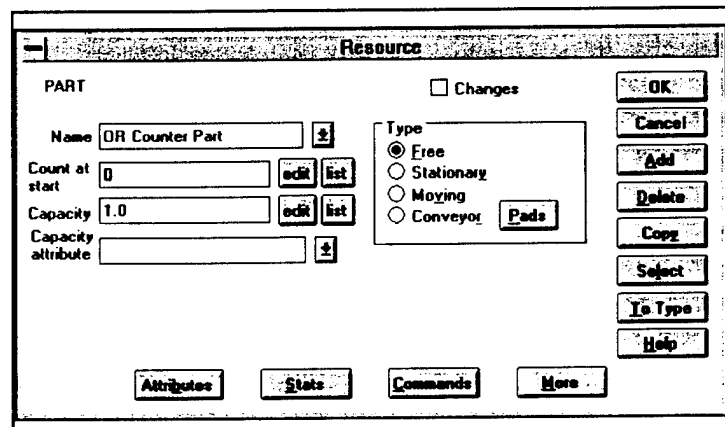 Resource
PART
Changes
Name OR Counter Part
Count at start 0 edit list
Capacity 1.0 edit list
Capacity attribute
Type
Free
Stationary
Moving
Conveyor Pads
OK
Cancel
Add
Delete
Copy
Select
To Type
Help
Attributes Stats Commands More